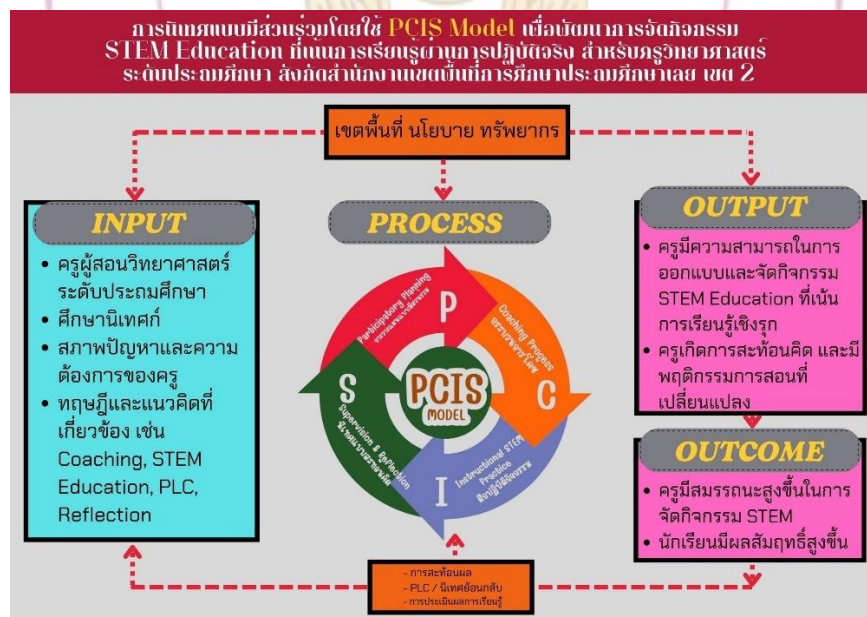 การนิเทศแบบมีส่วนร่วมโดยใช้ PCIS Model เพื่อพัฒนาการจัดกิจกรรม
STEM Education ที่เน้นการเรียนรู้ผ่านการปฏิบัติจริง สำหรับครูวิทยาศาสตร์
ระดับประถมศึกษา สังกัดสำนักงานเขตพื้นที่การศึกษาประถมศึกษาเลย เขต 2
เขตพื้นที่ นโยบาย ทรัพยากร
INPUT
• ครูผู้สอนวิทยาศาสตร์
ระดับประถมศึกษา
• ศึกษานิเทศก์
• สภาพปัญหาและความ
ต้องการของครู
• ทฤษฎีและแนวคิดที่
เกี่ยวข้อง เช่น
Coaching, STEM
Education, PLC,
Reflection
PROCESS
P
Participatory Planning
C
Coaching Process
I
Instructional STEM
Practice
S
Supervision & Reflection
PCIS
MODEL
OUTPUT
• ครูมีความสามารถในการ
ออกแบบและจัดกิจกรรม
STEM Education ที่เน้น
การเรียนรู้เชิงรุก
• ครูเกิดการสะท้อนคิด และมี
พฤติกรรมการสอนที่
เปลี่ยนแปลง
OUTCOME
• ครูมีสมรรถนะสูงขึ้นในการ
จัดกิจกรรม STEM
• นักเรียนมีผลสัมฤทธิ์สูงขึ้น
- การสะท้อนผล
- PLC / นิเทศย้อนกลับ
- การประเมินผลการเรียนรู้